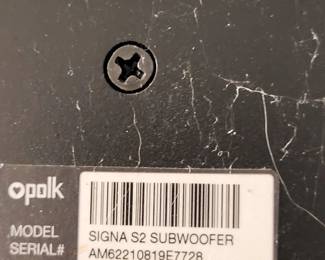 polk
MODEL SIGNA S2 SUBWOOFER
SERIAL# AM62210819E7728